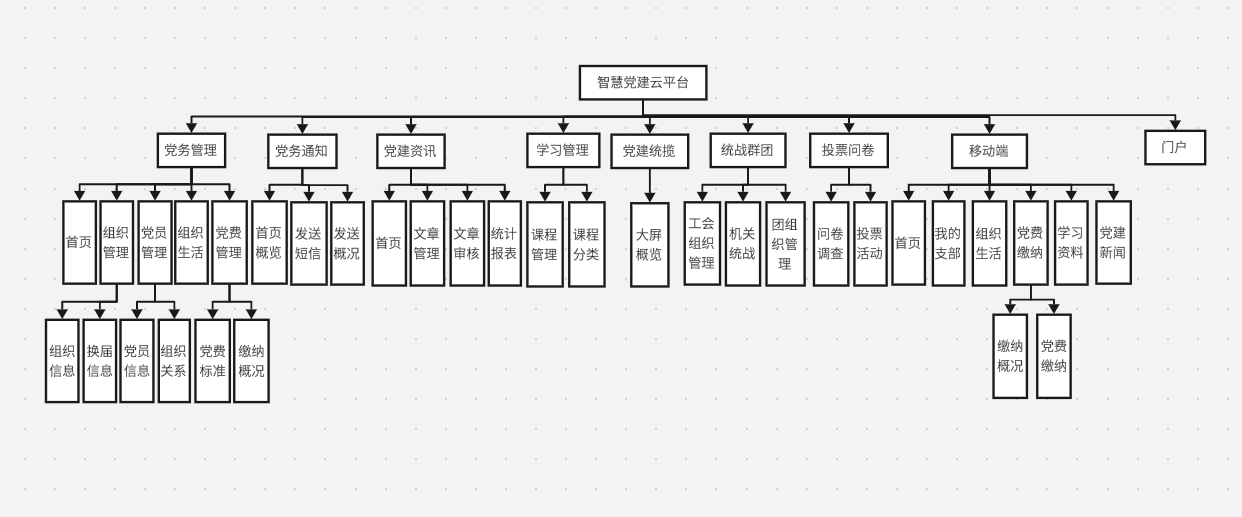 智慧党建云平台
党务管理
党务通知
党建资讯
学习管理
党建统揽
统战群团
投票问卷
移动端
门户
首页
组织
管理
党员
管理
组织
生活
党费
管理
首页
概览
发送
短信
发送
概况
首页
文章
管理
文章
审核
统计
报表
课程
管理
课程
分类
大屏
概览
工会
组织
管理
机关
统战
团组
织管
理
问卷
调查
投票
活动
首页
我的
支部
组织
生活
党费
缴纳
学习
资料
党建
新闻
组织
信息
换届
信息
党员
信息
组织
关系
党费
标准
缴纳
概况
缴纳
概况
党费
缴纳